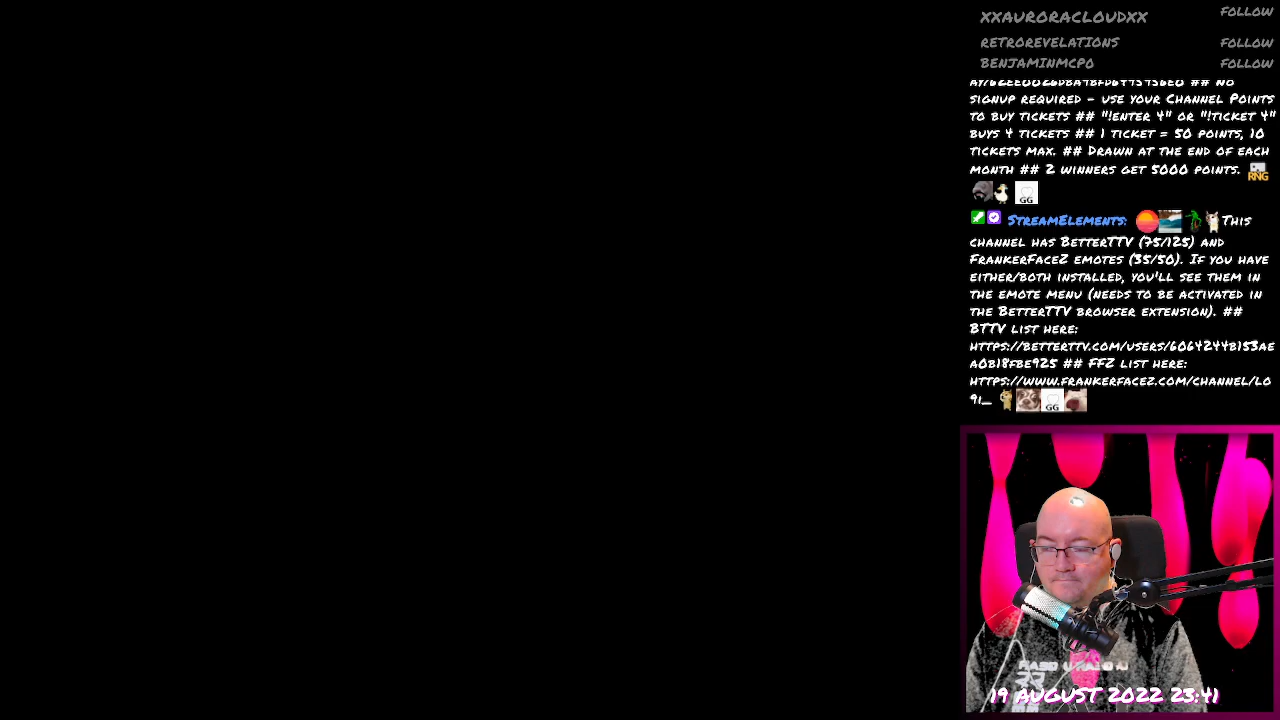 xxAuroraCloudxx Follow
RetroRevelations Follow
BenjaminMcPo Follow
## No
signup required - use your Channel Points
to buy tickets ## "!enter 4" or "!ticket 4"
buys 4 tickets ## 1 ticket = 50 points, 10
tickets max. ## Drawn at the end of each
month ## 2 winners get 5000 points. RNG
GG
StreamElements: This
channel has BetterTTV (75/125) and
FrankerFaceZ emotes (35/50). If you have
either/both installed, you'll see them in
the emote menu (needs to be activated in
the BetterTTV browser extension). ##
BTTV list here:
https://betterttv.com/users/6064244b153ae
a0b18fbe925 ## FFZ list here:
https://www.frankerfacez.com/channel/lo
9i_ GG
19 August 2022 23:41